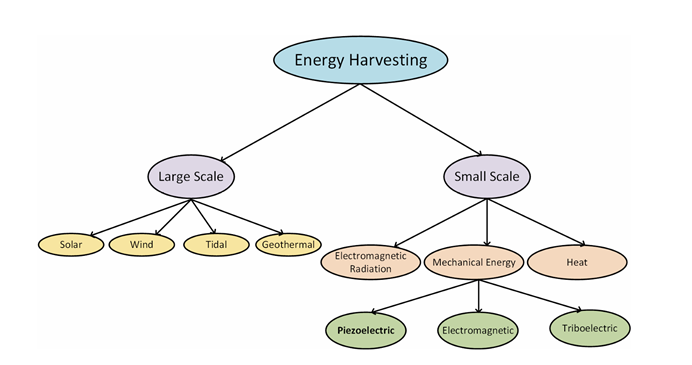 Energy Harvesting
Large Scale
Small Scale
Solar
Wind
Tidal
Geothermal
Electromagnetic
Radiation
Mechanical Energy
Heat
Piezoelectric
Electromagnetic
Triboelectric